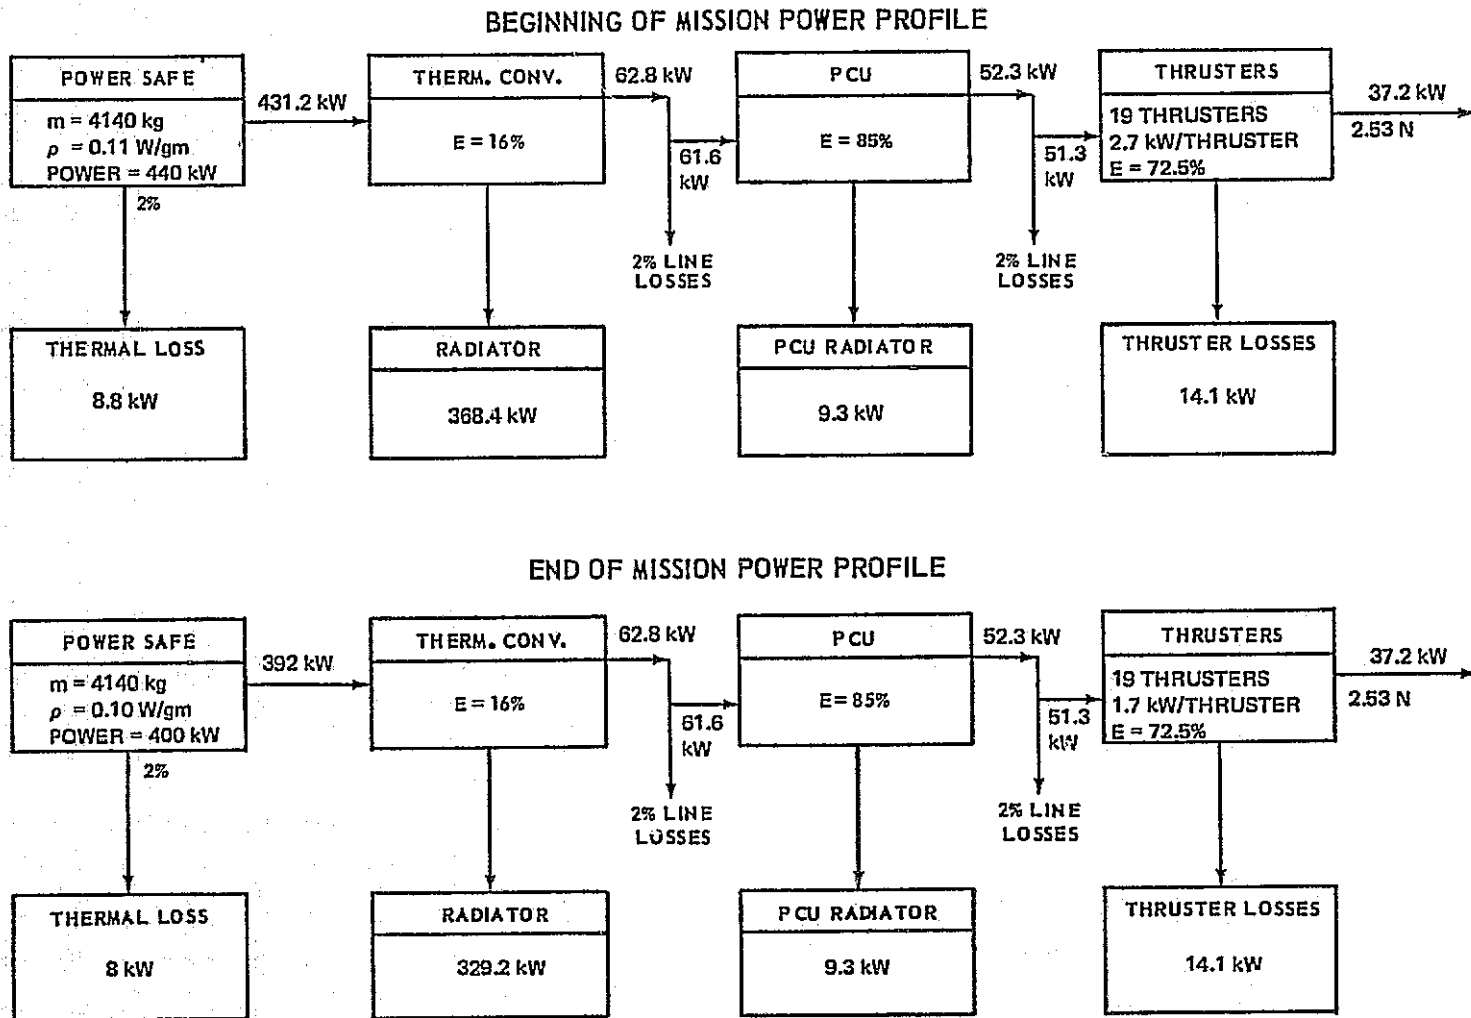 BEGINNING OF MISSION POWER PROFILE
POWER SAFE
m = 4140 kg
ρ = 0.11 W/gm
POWER = 440 kW
2%
431.2 kW
THERM. CONV.
E = 16%
62.8 kW
61.6
kW
2% LINE
LOSSES
PCU
E = 85%
52.3 kW
51.3
kW
2% LINE
LOSSES
THRUSTERS
19 THRUSTERS
2.7 kW/THRUSTER
E = 72.5%
37.2 kW
2.53 N
THERMAL LOSS
8.8 kW
RADIATOR
368.4 kW
PCU RADIATOR
9.3 kW
THRUSTER LOSSES
14.1 kW
END OF MISSION POWER PROFILE
POWER SAFE
m = 4140 kg
ρ = 0.10 W/gm
POWER = 400 kW
2%
392 kW
THERM. CONV.
E = 16%
62.8 kW
61.6
kW
2% LINE
LOSSES
PCU
E = 85%
52.3 kW
51.3
kW
2% LINE
LOSSES
THRUSTERS
19 THRUSTERS
1.7 kW/THRUSTER
E = 72.5%
37.2 kW
2.53 N
THERMAL LOSS
8 kW
RADIATOR
329.2 kW
PCU RADIATOR
9.3 kW
THRUSTER LOSSES
14.1 kW